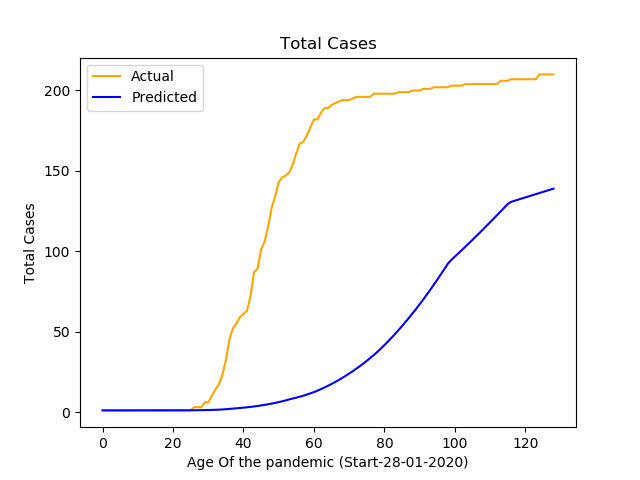 Total Cases
Actual
Predicted
200
150
100
50
0
Total Cases
0 20 40 60 80 100 120
Age Of the pandemic (Start-28-01-2020)